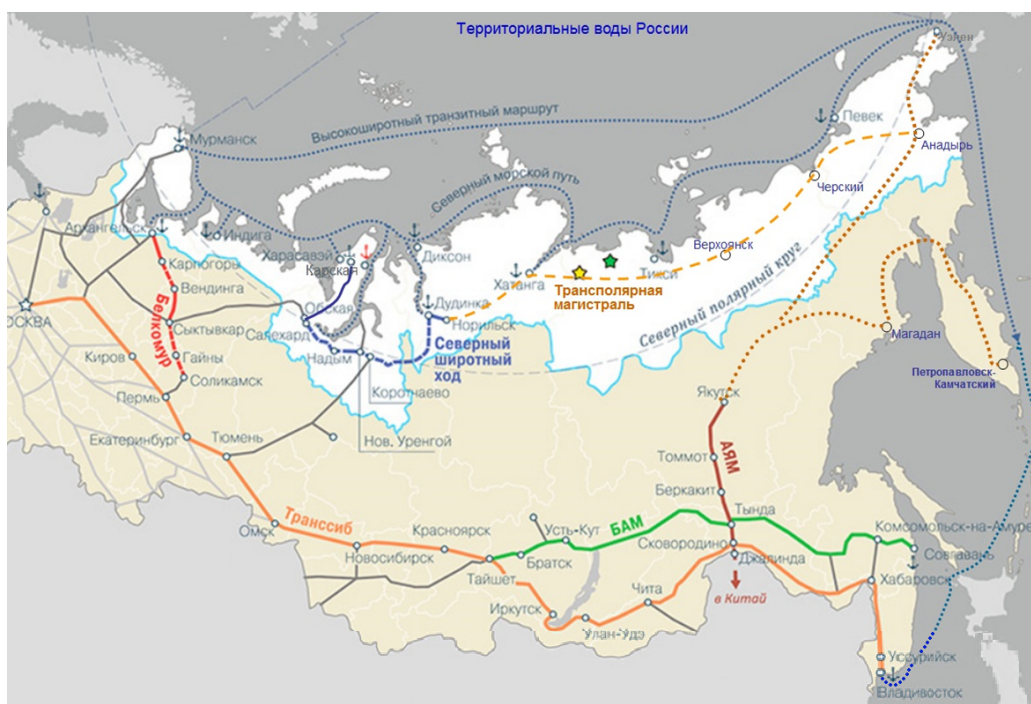 Территориальные воды России
Уэлен
Высокоширотный транзитный маршрут
Мурманск
Певек
Анадырь
Северный морской путь
Черский
Архангельск
Индига
Харасавэй
Карская
Диксон
Верхоянск
Тикси
Карпогоры
Хатанга
Трансполярная
магистраль
Северный полярный круг
Вендинга
Обская
Дудинка
Норильск
ОСКВА
Белкомур
Сыктывкар
Салехард
Магадан
Киров
Гайны
Надым
Северный
широтный
ход
Соликамск
Коротчаево
Петропавловск-
Камчатский
Пермь
Якутск
Екатеринбург
Тюмень
Нов. Уренгой
АЯМ
Томмот
Беркакит
Транссиб
БАМ
Тында
Омск
Красноярск
Усть-Кут
Комсомольск-на-Амуре
Новосибирск
Братск
Сковородино
Джалинда
Совгавань
Тайшет
Чита
в Китай
Хабаровск
Иркутск
Улан-Удэ
Уссурийск
Владивосток